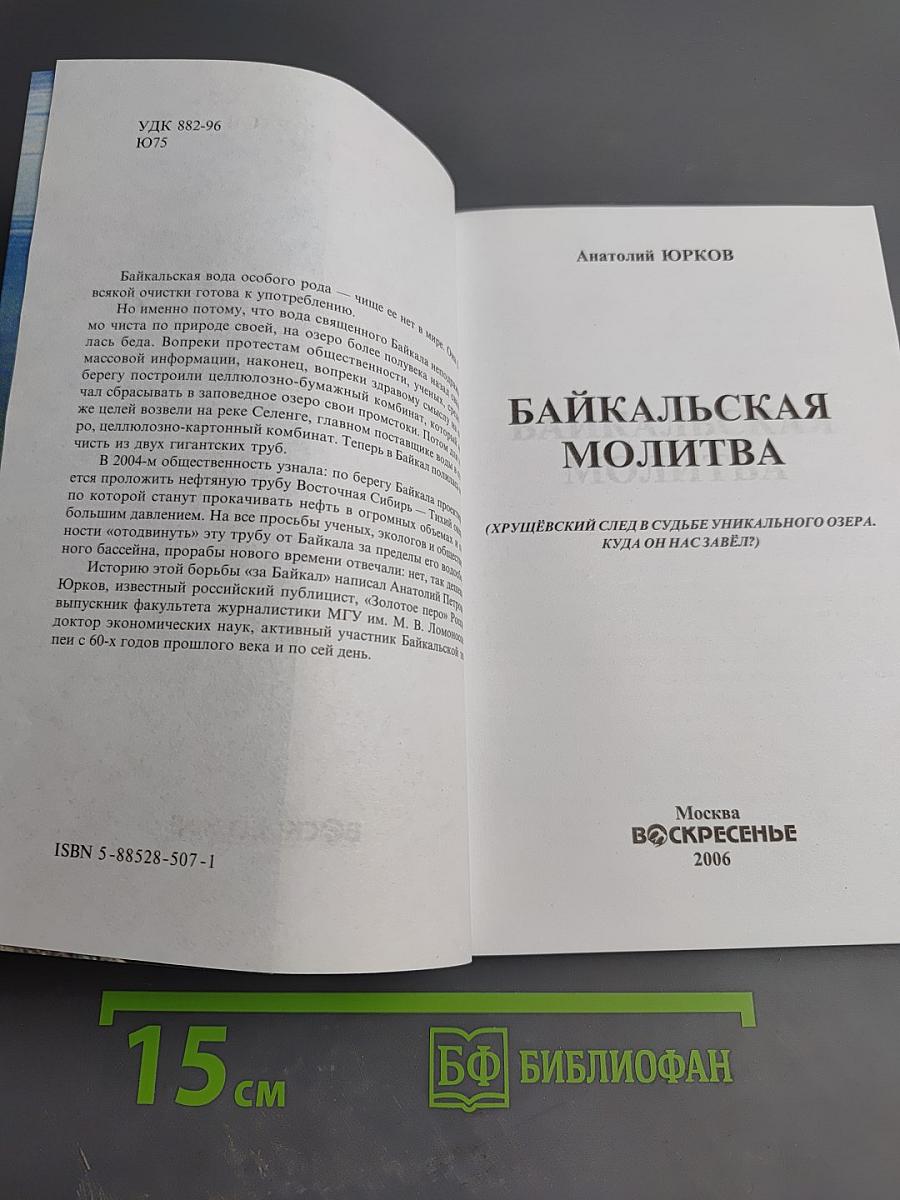 УДК 882-96
Ю75
Байкальская вода особого рода — чище ее нет в мире. Она
всякой очистки готова к употреблению.
Но именно потому, что вода священного Байкала
мо чиста по природе своей, на озеро более полувека назад
лась беда. Вопреки протестам общественности, ученых,
массовой информации, наконец, вопреки здравому смыслу на
берегу построили целлюлозно-бумажный комбинат, который
чал сбрасывать в заповедное озеро свои промстоки. Потом для
же целей возвели на реке Селенге, главном поставщике воды в
ро, целлюлозно-картонный комбинат. Теперь в Байкал
чисть из двух гигантских труб.
В 2004-м общественность узнала: по берегу Байкала
ется проложить нефтяную трубу Восточная Сибирь — Тихий
по которой станут прокачивать нефть в огромных объемах и
большим давлением. На все просьбы ученых, экологов и
ности «отодвинуть» эту трубу от Байкала за пределы его
ного бассейна, прорабы нового времени отвечали: нет, так
Историю этой борьбы «за Байкал» написал Анатолий
Юрков, известный российский публицист, «Золотое перо»
выпускник факультета журналистики МГУ им. М. В.
доктор экономических наук, активный участник Байкальской
пеи с 60-х годов прошлого века и по сей день.
ISBN 5-88528-507-1
Анатолий ЮРКОВ
БАЙКАЛЬСКАЯ
МОЛИТВА
(ХРУЩЁВСКИЙ СЛЕД В СУДЬБЕ УНИКАЛЬНОГО ОЗЕРА.
КУДА ОН НАС ЗАВЁЛ?)
Москва
ВОСКРЕСЕНЬЕ
2006
15 см
БФ БИБЛИОФАН